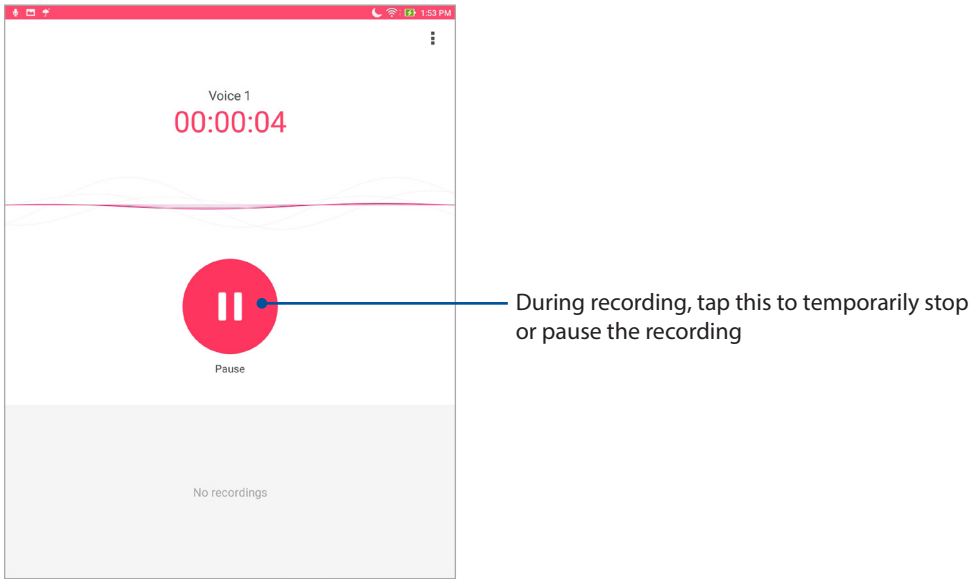 1:53 PM
Voice 1
00:00:04
During recording, tap this to temporarily stop
or pause the recording
Pause
No recordings